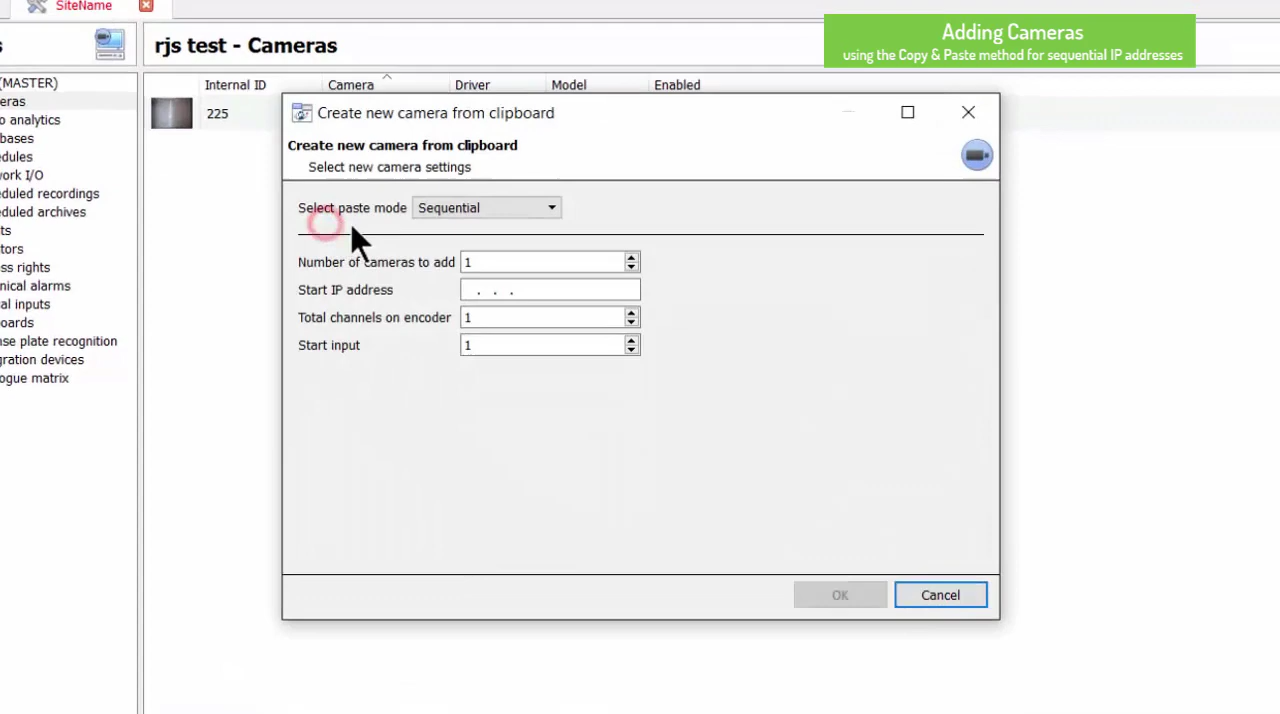 SiteName
Adding Cameras
using the Copy & Paste method for sequential IP addresses
s
rjs test - Cameras
(MASTER)
eras
o analytics
bases
edules
work I/O
eduled recordings
eduled archives
ts
tors
ess rights
nical alarms
al inputs
oards
nse plate recognition
gration devices
ogue matrix
Internal ID Camera Driver Model Enabled
225
Create new camera from clipboard
Create new camera from clipboard
Select new camera settings
Select paste mode Sequential
Number of cameras to add 1
Start IP address . . .
Total channels on encoder 1
Start input 1
OK Cancel